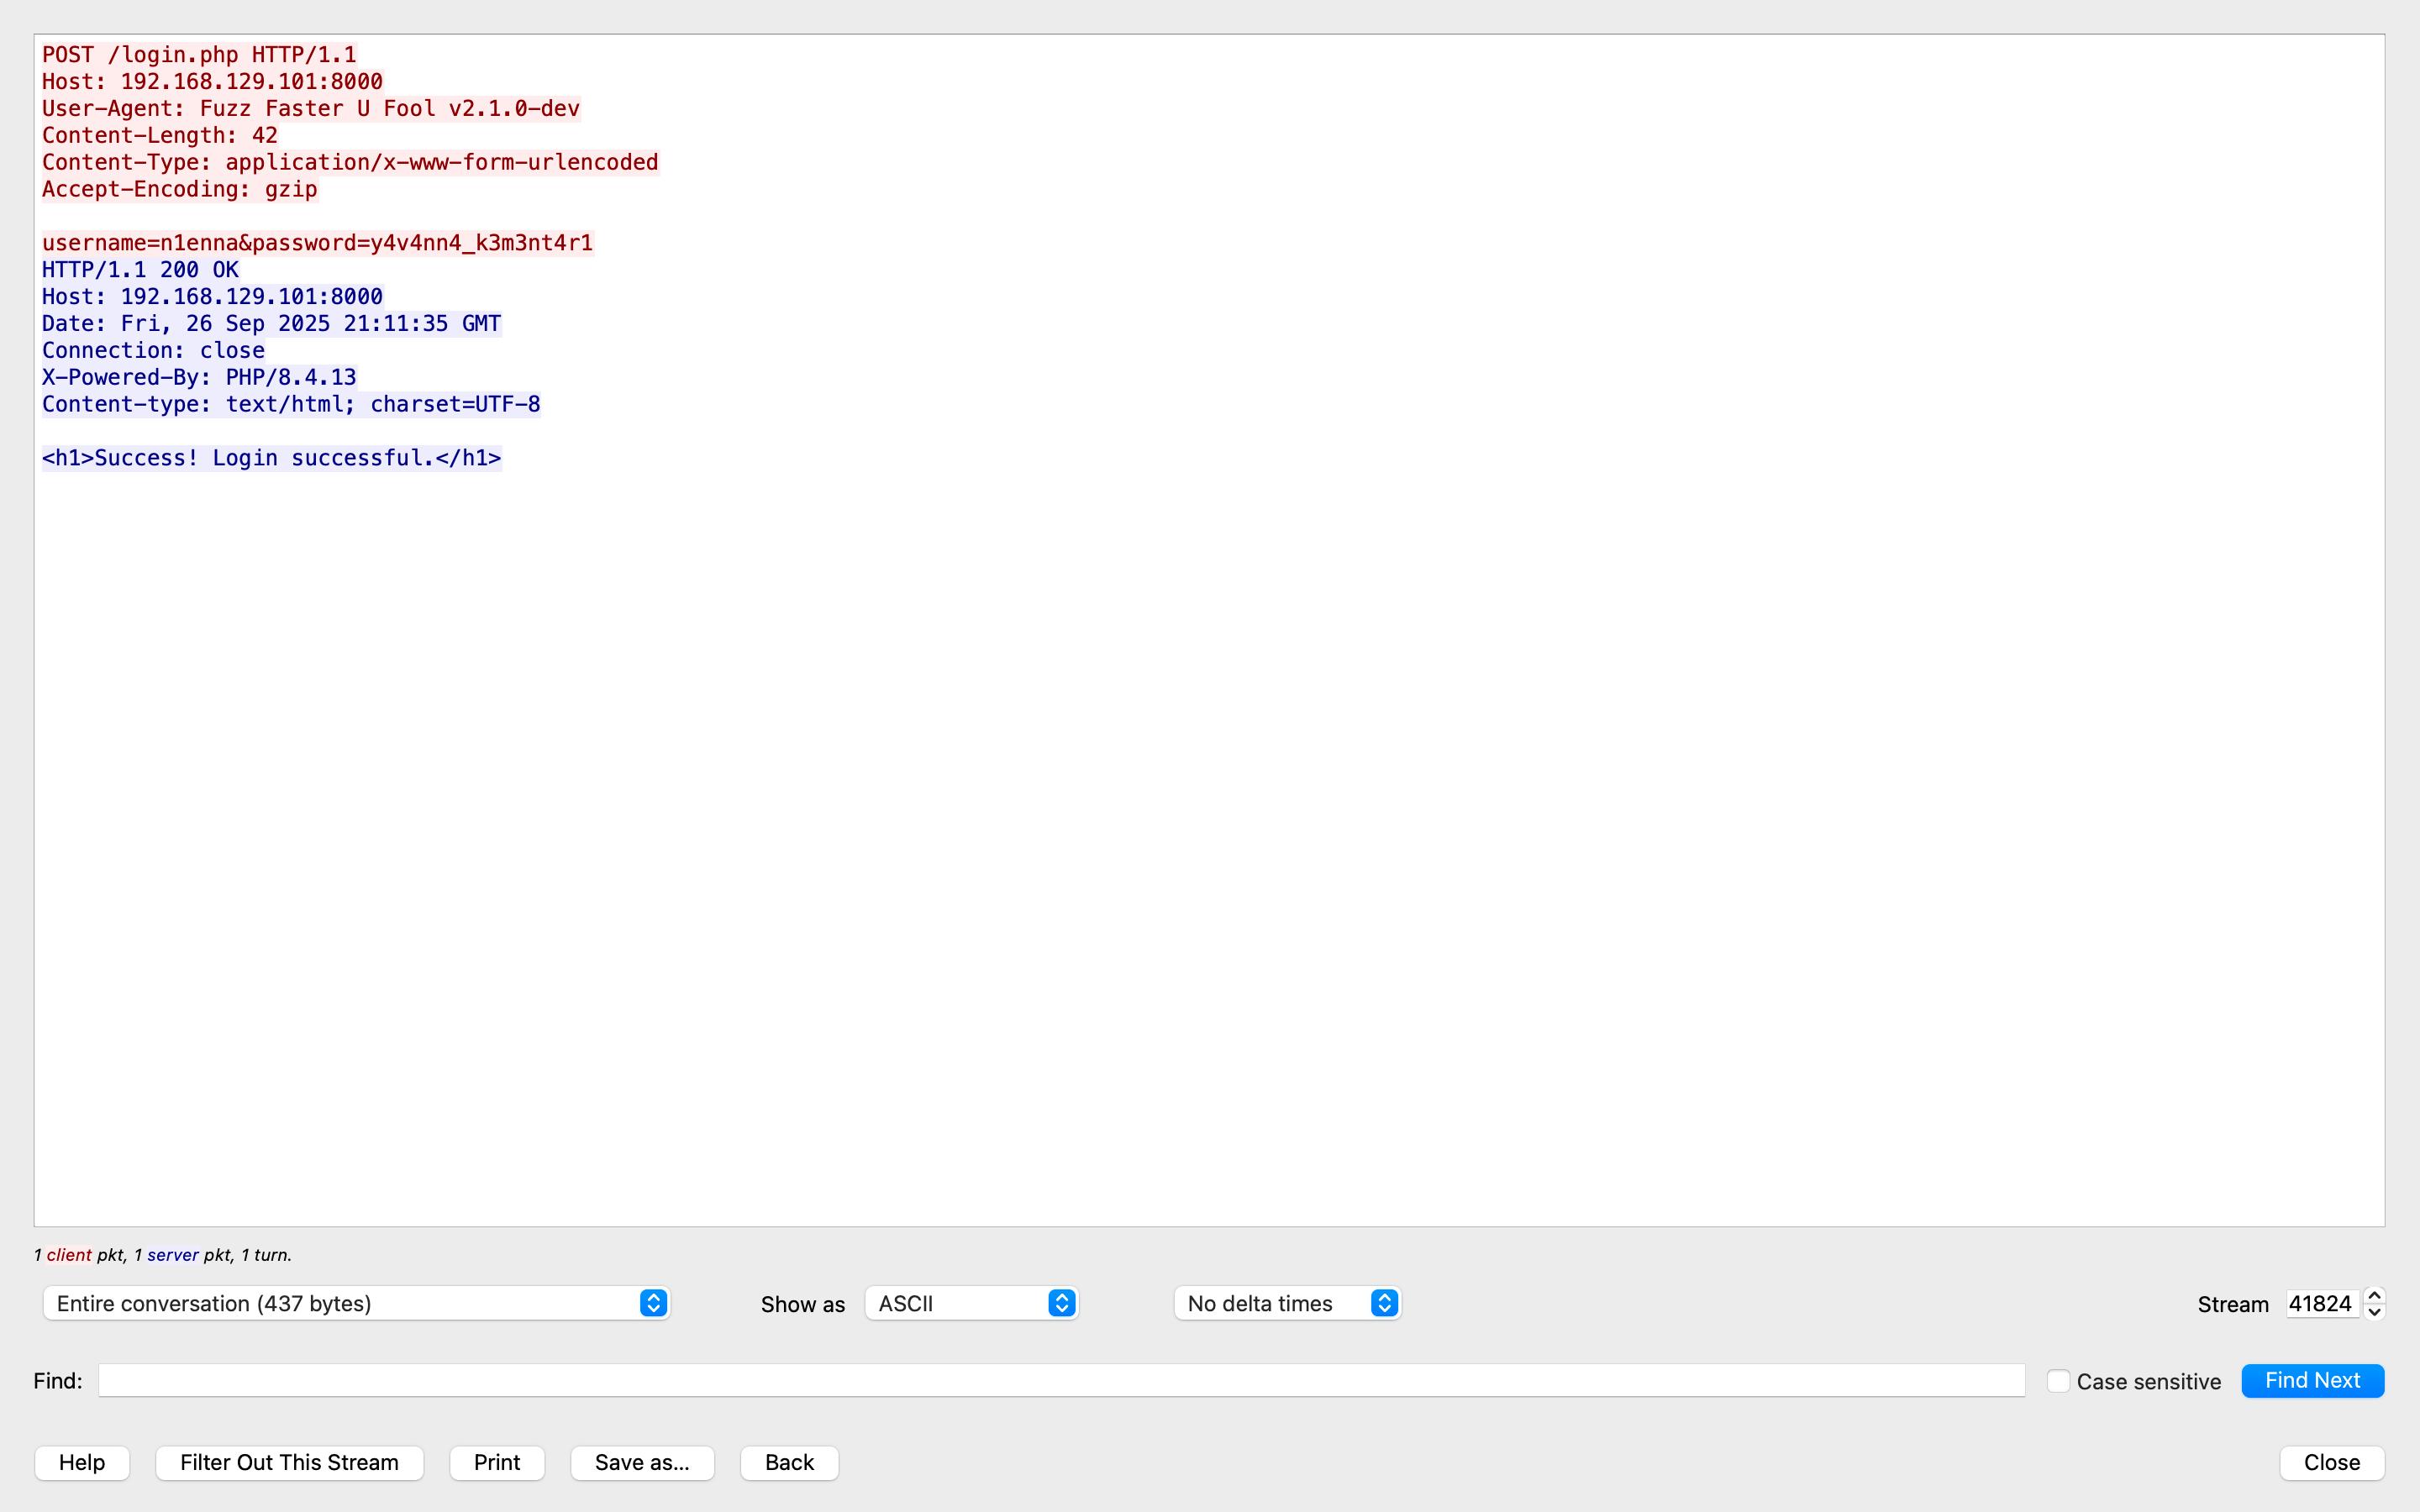 POST /login.php HTTP/1.1
Host: 192.168.129.101:8000
User-Agent: Fuzz Faster U Fool v2.1.0-dev
Content-Length: 42
Content-Type: application/x-www-form-urlencoded
Accept-Encoding: gzip

username=n1enna&password=y4v4nn4_k3m3nt4r1
HTTP/1.1 200 OK
Host: 192.168.129.101:8000
Date: Fri, 26 Sep 2025 21:11:35 GMT
Connection: close
X-Powered-By: PHP/8.4.13
Content-type: text/html; charset=UTF-8

<h1>Success! Login successful.</h1>
1 client pkt, 1 server pkt, 1 turn.
Entire conversation (437 bytes) Show as ASCII No delta times Stream 41824
Find: Case sensitive Find Next
Help Filter Out This Stream Print Save as... Back Close